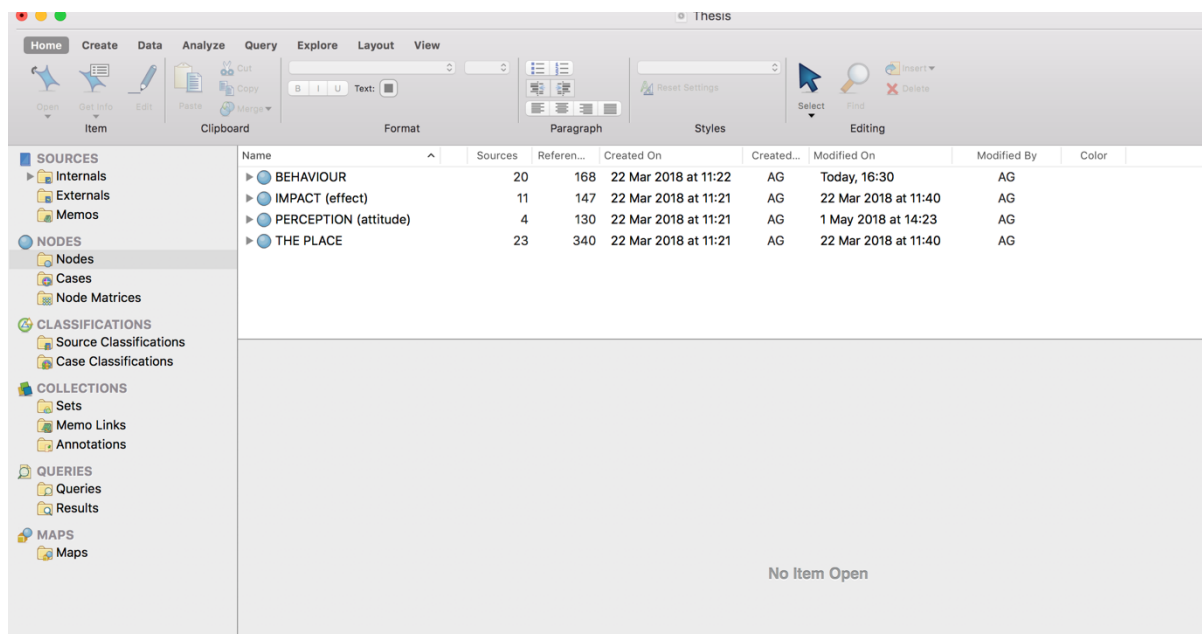 Thesis
Home Create Data Analyze Query Explore Layout View
Open Get Info Edit Paste Cut Copy Merge B I U Text: Reset Settings Select Find Insert Delete
Item Clipboard Format Paragraph Styles Editing
Name Sources Referen... Created On Created... Modified On Modified By Color
SOURCES
Internals
Externals
Memos
NODES
Nodes
Cases
Node Matrices
CLASSIFICATIONS
Source Classifications
Case Classifications
COLLECTIONS
Sets
Memo Links
Annotations
QUERIES
Queries
Results
MAPS
Maps
BEHAVIOUR 20 168 22 Mar 2018 at 11:22 AG Today, 16:30 AG
IMPACT (effect) 11 147 22 Mar 2018 at 11:21 AG 22 Mar 2018 at 11:40 AG
PERCEPTION (attitude) 4 130 22 Mar 2018 at 11:21 AG 1 May 2018 at 14:23 AG
THE PLACE 23 340 22 Mar 2018 at 11:21 AG 22 Mar 2018 at 11:40 AG
No Item Open